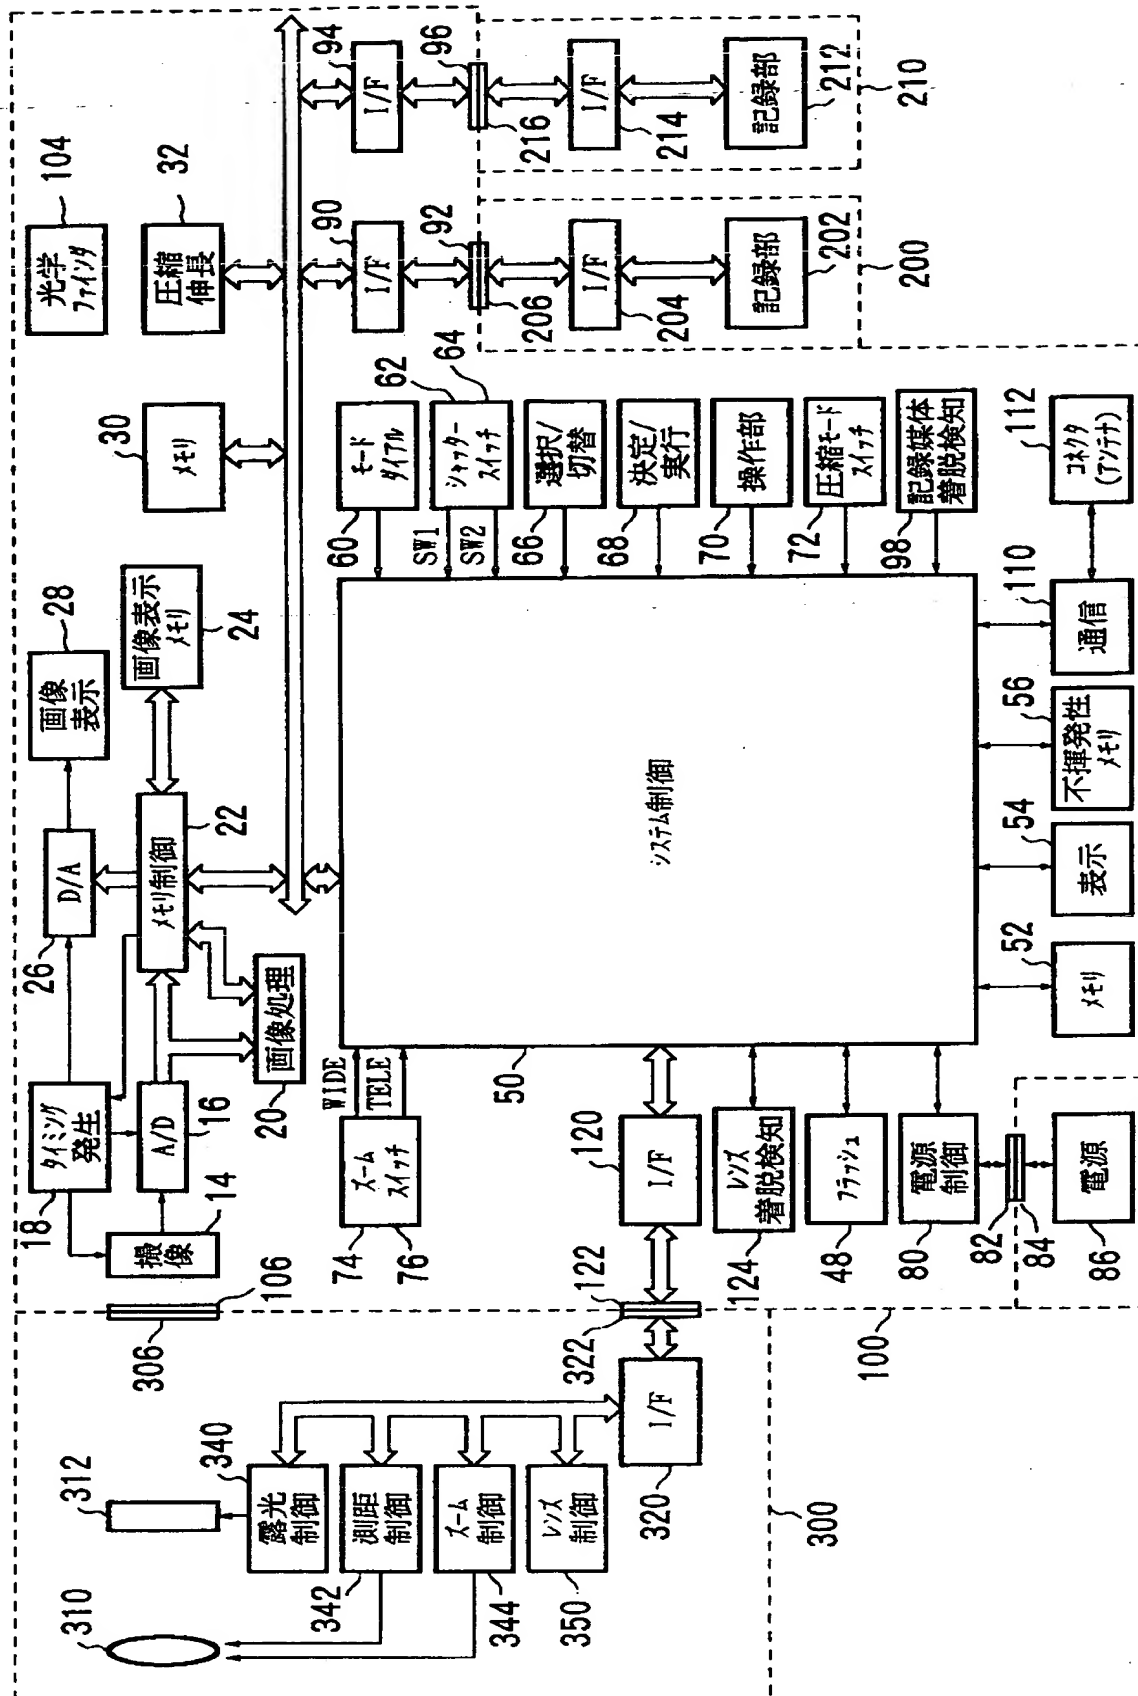 310
312
340
露光
制御
342
測距
制御
344
ズーム
制御
350
レンズ
制御
320
I/F
300
306
106
322
122
100
18
タイミング
発生
14
撮像
16
A/D
20
画像処理
26
D/A
22
メモリ制御
28
画像
表示
24
画像表示
メモリ
30
メモリ
32
圧縮
伸長
104
光学
ファインダ
74
76
ズーム
スイッチ
WIDE
TELE
120
I/F
124
レンズ
着脱検知
48
フラッシュ
80
電源
制御
82
84
86
電源
50
システム制御
60
モード
ダイアル
62
64
シャッター
スイッチ
SW1
SW2
66
選択/
切替
68
決定/
実行
70
操作部
72
圧縮モード
スイッチ
98
記録媒体
着脱検知
52
メモリ
54
表示
56
不揮発性
メモリ
110
通信
112
コネクタ
(アンテナ)
90
I/F
92
206
204
I/F
202
記録部
200
94
I/F
96
216
214
I/F
212
記録部
210